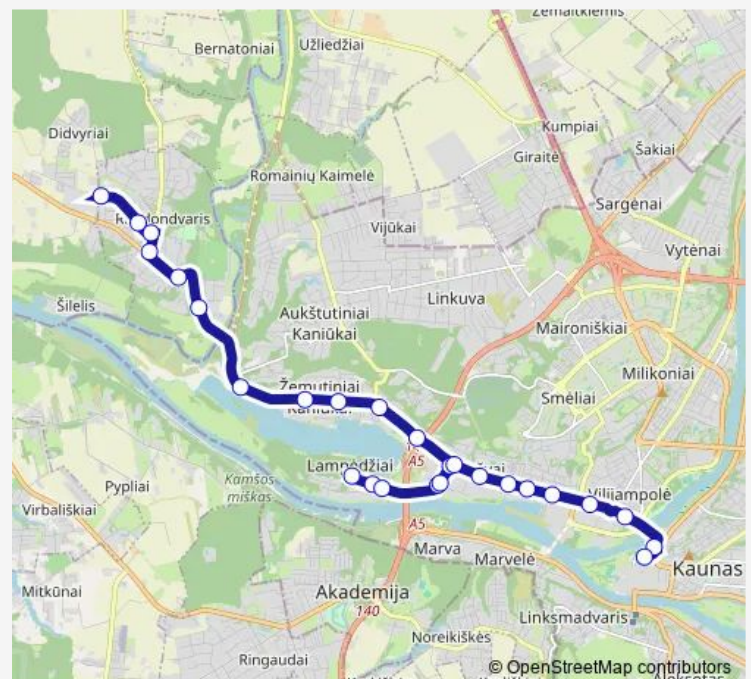 Žemaitkiemis
Bernatoniai
Užliedžiai
Didvyriai
Kumpiai
Šakiai
Giraitė
Romainių Kaimelė
Sargėnai
Vijūkai
Vytėnai
Linkuva
Šilelis
Aukštutiniai
Kaniūkai
Maironiškiai
Milikoniai
Žemutiniai
Kaniūkai
Smėliai
Lampėdžiai
A5
Kamšos
miškas
Pypliai
Vilijampolė
Virbališkiai
A5
Marva
Marvelė
Kaunas
Mitkūnai
Akademija
140
Linksmadvaris
Noreikiškės
Ringaudai
© OpenStreetMap contributors